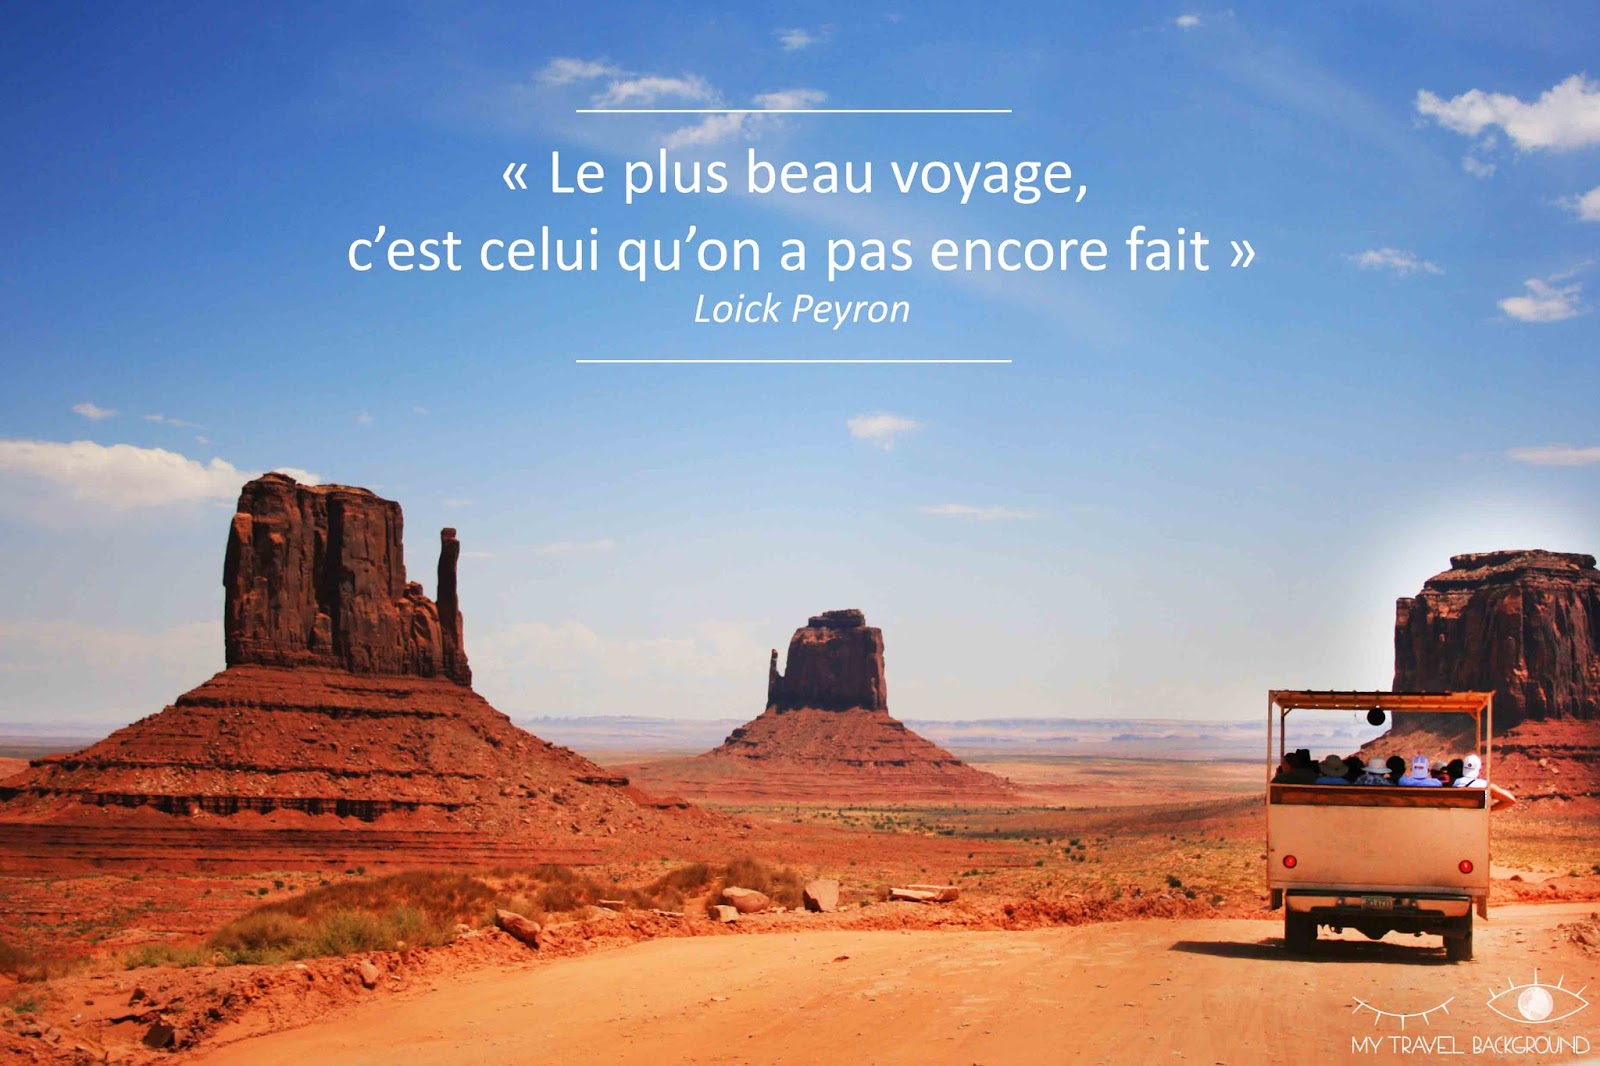 « Le plus beau voyage,
c’est celui qu’on a pas encore fait »
Loick Peyron
MY TRAVEL BACKGROUND